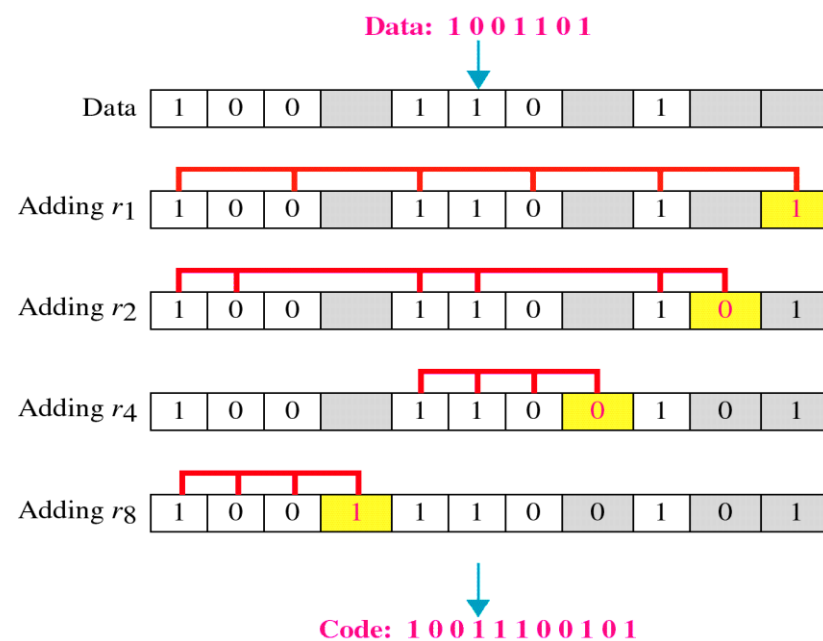 Data: 1 0 0 1 1 0 1
Data 1 0 0 1 1 0 1
Adding r1 1 0 0 1 1 0 1 1
Adding r2 1 0 0 1 1 0 1 0 1
Adding r4 1 0 0 1 1 0 0 1 0 1
Adding r8 1 0 0 1 1 1 0 0 1 0 1
Code: 1 0 0 1 1 1 0 0 1 0 1